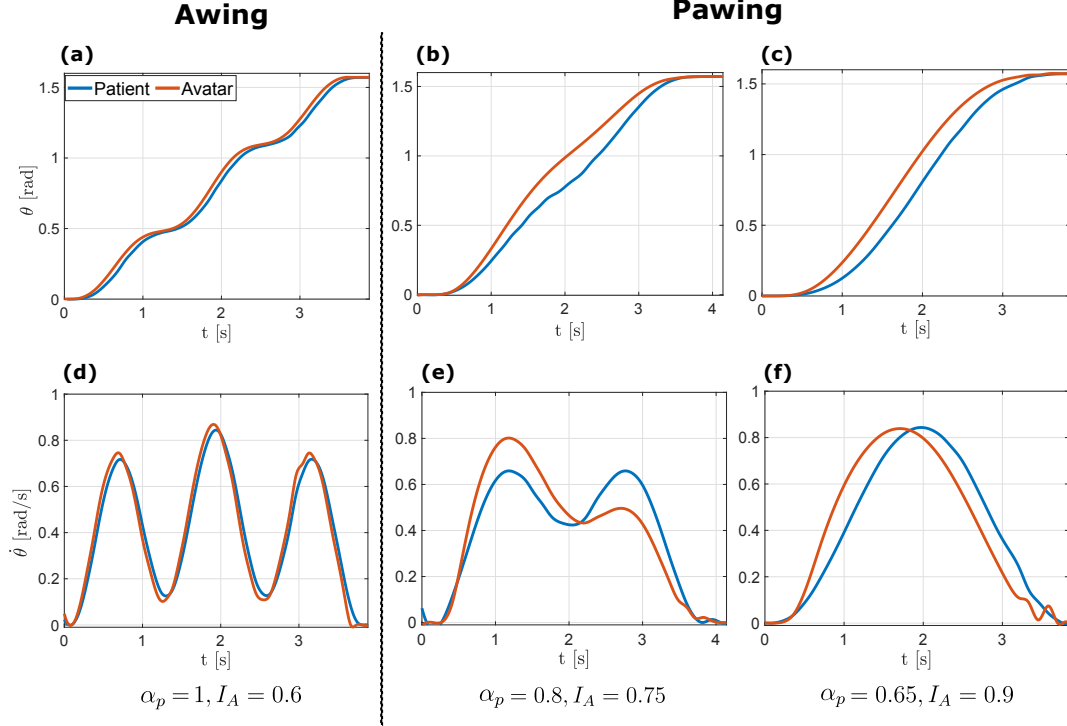 Awing
Pawing
(a)
(b)
(c)
Patient Avatar
θ [rad]
1.5
1
0.5
0
0 1 2 3
t [s]
1.5
1
0.5
0
0 1 2 3 4
t [s]
1.5
1
0.5
0
0 1 2 3
t [s]
(d)
(e)
(f)
θ̇ [rad/s]
1
0.8
0.6
0.4
0.2
0
0 1 2 3
t [s]
1
0.8
0.6
0.4
0.2
0
0 1 2 3 4
t [s]
1
0.8
0.6
0.4
0.2
0
0 1 2 3
t [s]
α_p = 1, I_A = 0.6
α_p = 0.8, I_A = 0.75
α_p = 0.65, I_A = 0.9